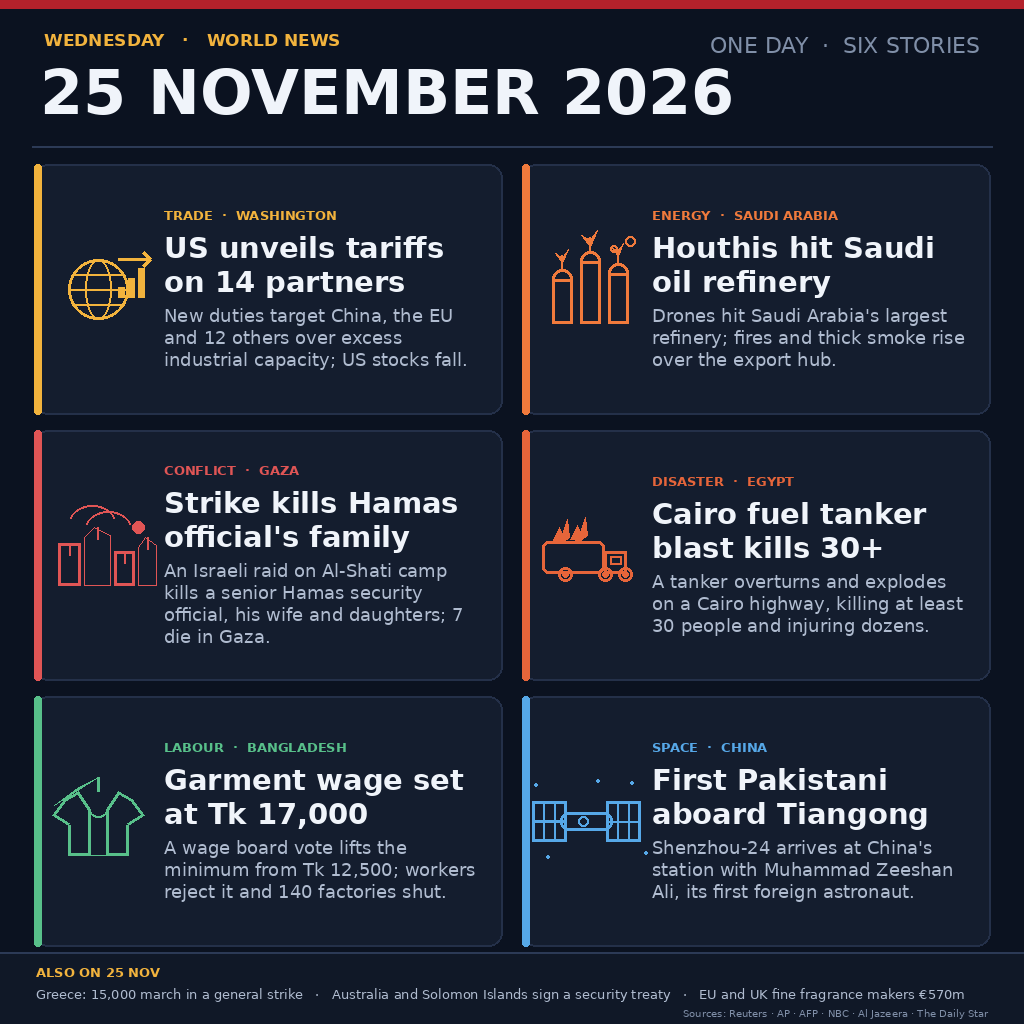 WEDNESDAY · WORLD NEWS
ONE DAY · SIX STORIES
25 NOVEMBER 2026
TRADE · WASHINGTON
US unveils tariffs
on 14 partners
New duties target China, the EU
and 12 others over excess
industrial capacity; US stocks fall.
ENERGY · SAUDI ARABIA
Houthis hit Saudi
oil refinery
Drones hit Saudi Arabia's largest
refinery; fires and thick smoke rise
over the export hub.
CONFLICT · GAZA
Strike kills Hamas
official's family
An Israeli raid on Al-Shati camp
kills a senior Hamas security
official, his wife and daughters; 7
die in Gaza.
DISASTER · EGYPT
Cairo fuel tanker
blast kills 30+
A tanker overturns and explodes
on a Cairo highway, killing at least
30 people and injuring dozens.
LABOUR · BANGLADESH
Garment wage set
at Tk 17,000
A wage board vote lifts the
minimum from Tk 12,500; workers
reject it and 140 factories shut.
SPACE · CHINA
First Pakistani
aboard Tiangong
Shenzhou-24 arrives at China's
station with Muhammad Zeeshan
Ali, its first foreign astronaut.
ALSO ON 25 NOV
Greece: 15,000 march in a general strike · Australia and Solomon Islands sign a security treaty · EU and UK fine fragrance makers €570m
Sources: Reuters · AP · AFP · NBC · Al Jazeera · The Daily Star